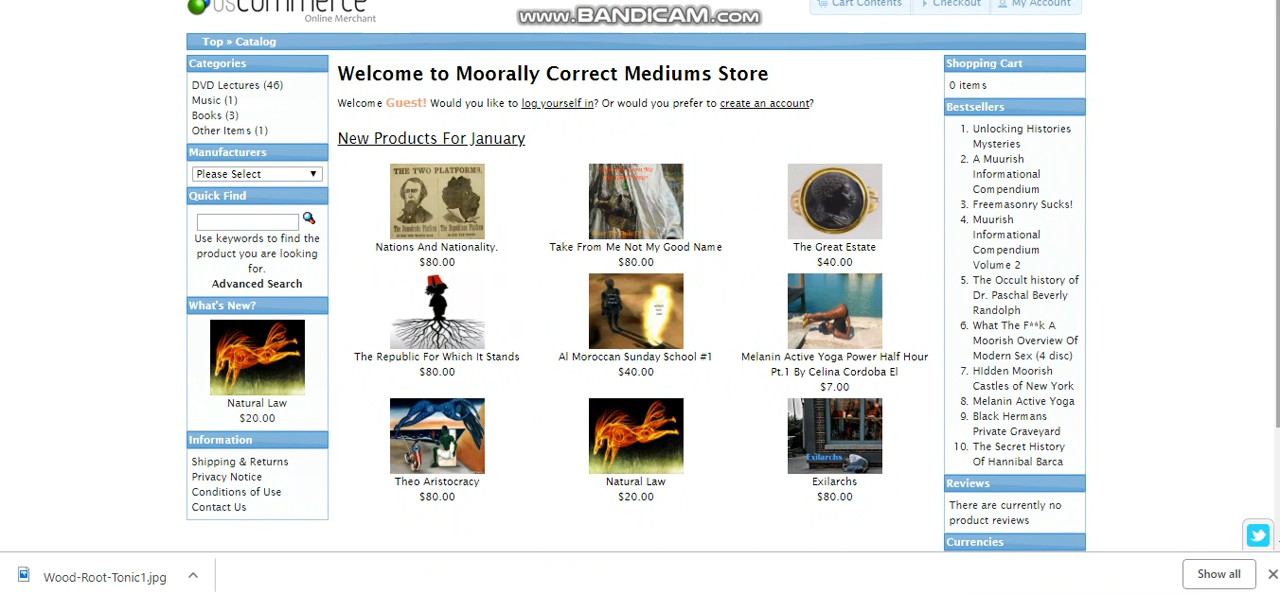 osCommerce
Online Merchant
www.BANDICAM.com
Cart Contents
Checkout
My Account
Top » Catalog
Categories
DVD Lectures (46)
Music (1)
Books (3)
Other Items (1)
Manufacturers
Please Select
Quick Find
Use keywords to find the
product you are looking
for.
Advanced Search
What's New?
Natural Law
$20.00
Information
Shipping & Returns
Privacy Notice
Conditions of Use
Contact Us
Welcome to Moorally Correct Mediums Store
Welcome Guest! Would you like to log yourself in? Or would you prefer to create an account?
New Products For January
THE TWO PLATFORMS.
Nations And Nationality.
$80.00
Take From Me Not My Good Name
$80.00
The Great Estate
$40.00
The Republic For Which It Stands
$80.00
Al Moroccan Sunday School #1
$40.00
Melanin Active Yoga Power Half Hour
Pt.1 By Celina Cordoba El
$7.00
Theo Aristocracy
$80.00
Natural Law
$20.00
Exilarchs
Exilarchs
$80.00
Shopping Cart
0 items
Bestsellers
1. Unlocking Histories
Mysteries
2. A Muurish
Informational
Compendium
3. Freemasonry Sucks!
4. Muurish
Informational
Compendium
Volume 2
5. The Occult history of
Dr. Paschal Beverly
Randolph
6. What The F**k A
Moorish Overview Of
Modern Sex (4 disc)
7. HIdden Moorish
Castles of New York
8. Melanin Active Yoga
9. Black Hermans
Private Graveyard
10. The Secret History
Of Hannibal Barca
Reviews
There are currently no
product reviews
Currencies
Wood-Root-Tonic1.jpg
Show all